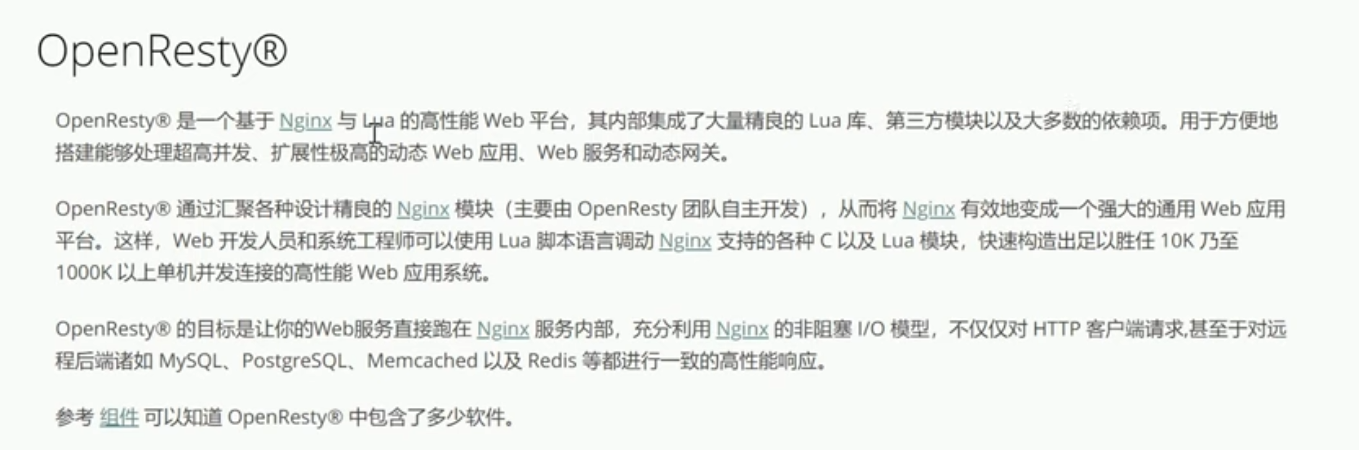 OpenResty®
OpenResty® 是一个基于 Nginx 与 Lua 的高性能 Web 平台，其内部集成了大量精良的 Lua 库、第三方模块以及大多数的依赖项。用于方便地
搭建能够处理超高并发、扩展性极高的动态 Web 应用、Web 服务和动态网关。
OpenResty® 通过汇聚各种设计精良的 Nginx 模块（主要由 OpenResty 团队自主开发），从而将 Nginx 有效地变成一个强大的通用 Web 应用
平台。这样，Web 开发人员和系统工程师可以使用 Lua 脚本语言调动 Nginx 支持的各种 C 以及 Lua 模块，快速构造出足以胜任 10K 乃至
1000K 以上单机并发连接的高性能 Web 应用系统。
OpenResty® 的目标是让你的Web服务直接跑在 Nginx 服务内部，充分利用 Nginx 的非阻塞 I/O 模型，不仅仅对 HTTP 客户端请求,甚至于对远
程后端诸如 MySQL、PostgreSQL、Memcached 以及 Redis 等都进行一致的高性能响应。
参考 组件 可以知道 OpenResty® 中包含了多少软件。